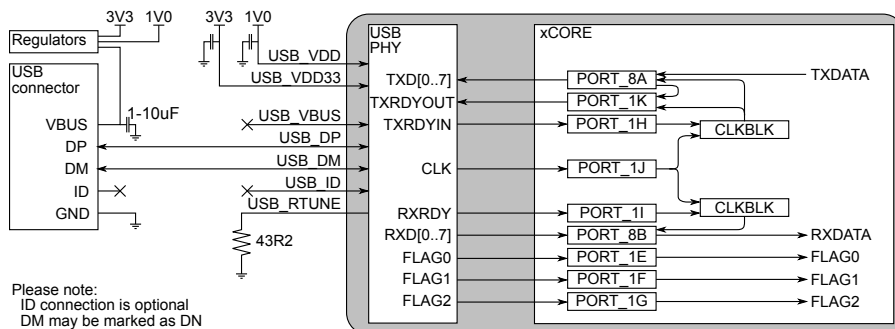 3V3 1V0
Regulators
USB
connector
VBUS
1-10uF
DP
DM
ID
GND
Please note:
ID connection is optional
DM may be marked as DN
3V3 1V0
USB_VDD
USB_VDD33
USB_VBUS
USB_DP
USB_DM
USB_ID
USB_RTUNE
43R2
USB
PHY
TXD[0..7]
TXRDYOUT
TXRDYIN
CLK
RXRDY
RXD[0..7]
FLAG0
FLAG1
FLAG2
xCORE
PORT_8A
PORT_1K
PORT_1H
PORT_1J
PORT_1I
PORT_8B
PORT_1E
PORT_1F
PORT_1G
CLKBLK
CLKBLK
TXDATA
RXDATA
FLAG0
FLAG1
FLAG2